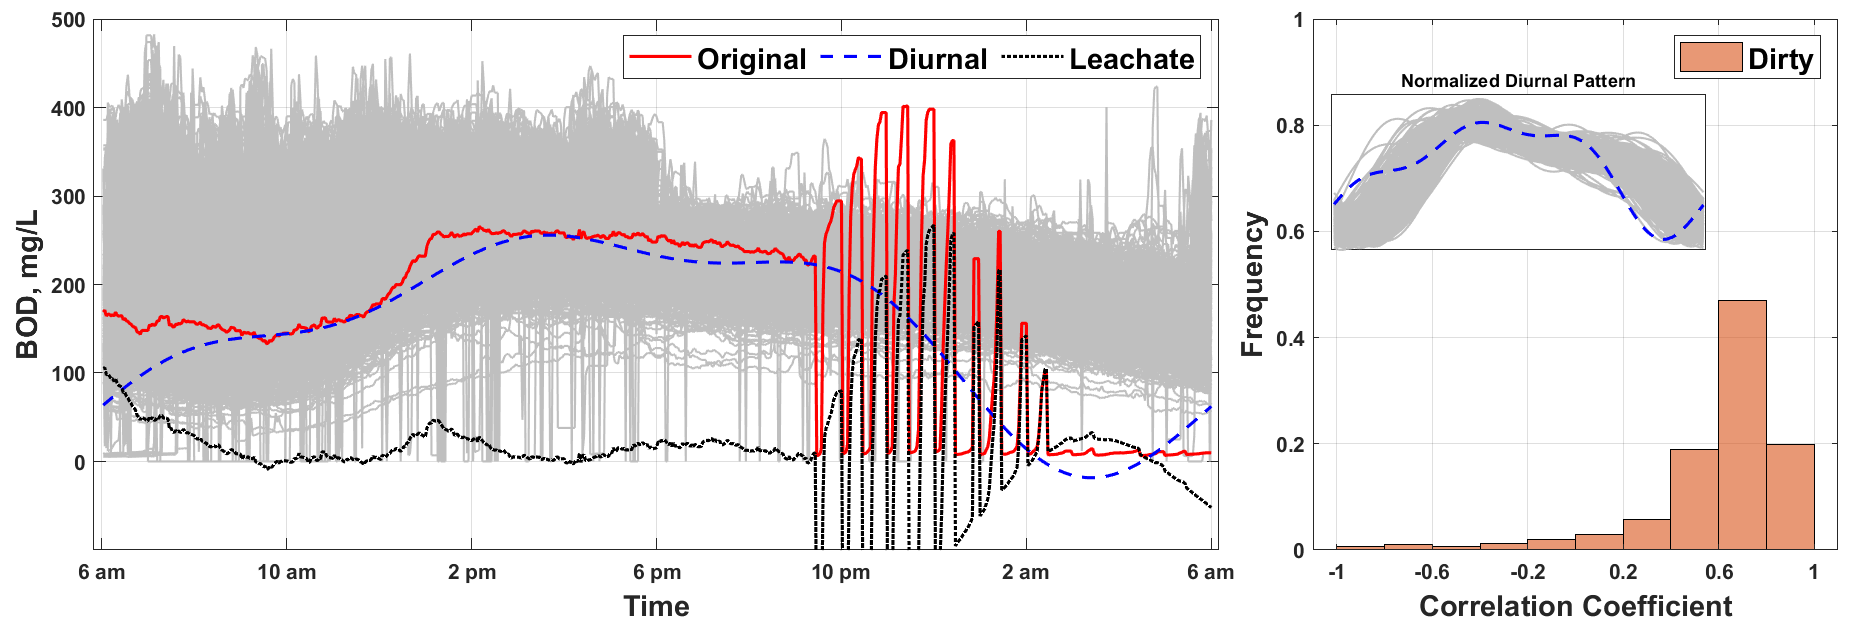 500
400
300
200
100
0
BOD, mg/L
Original Diurnal Leachate
6 am 10 am 2 pm 6 pm 10 pm 2 am 6 am
Time
1
0.8
0.6
0.4
0.2
0
Frequency
Dirty
Normalized Diurnal Pattern
-1 -0.6 -0.2 0.2 0.6 1
Correlation Coefficient